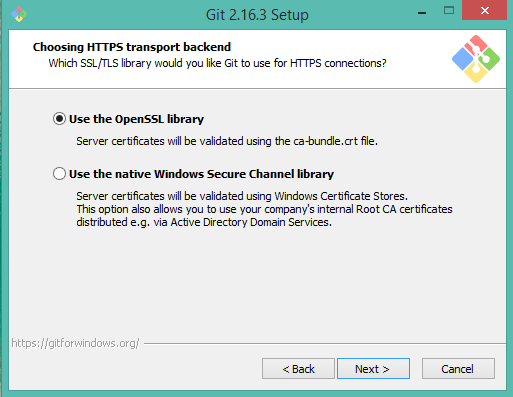 Git 2.16.3 Setup
Choosing HTTPS transport backend
Which SSL/TLS library would you like Git to use for HTTPS connections?
Use the OpenSSL library
Server certificates will be validated using the ca-bundle.crt file.
Use the native Windows Secure Channel library
Server certificates will be validated using Windows Certificate Stores.
This option also allows you to use your company's internal Root CA certificates
distributed e.g. via Active Directory Domain Services.
https://gitforwindows.org/
< Back
Next >
Cancel